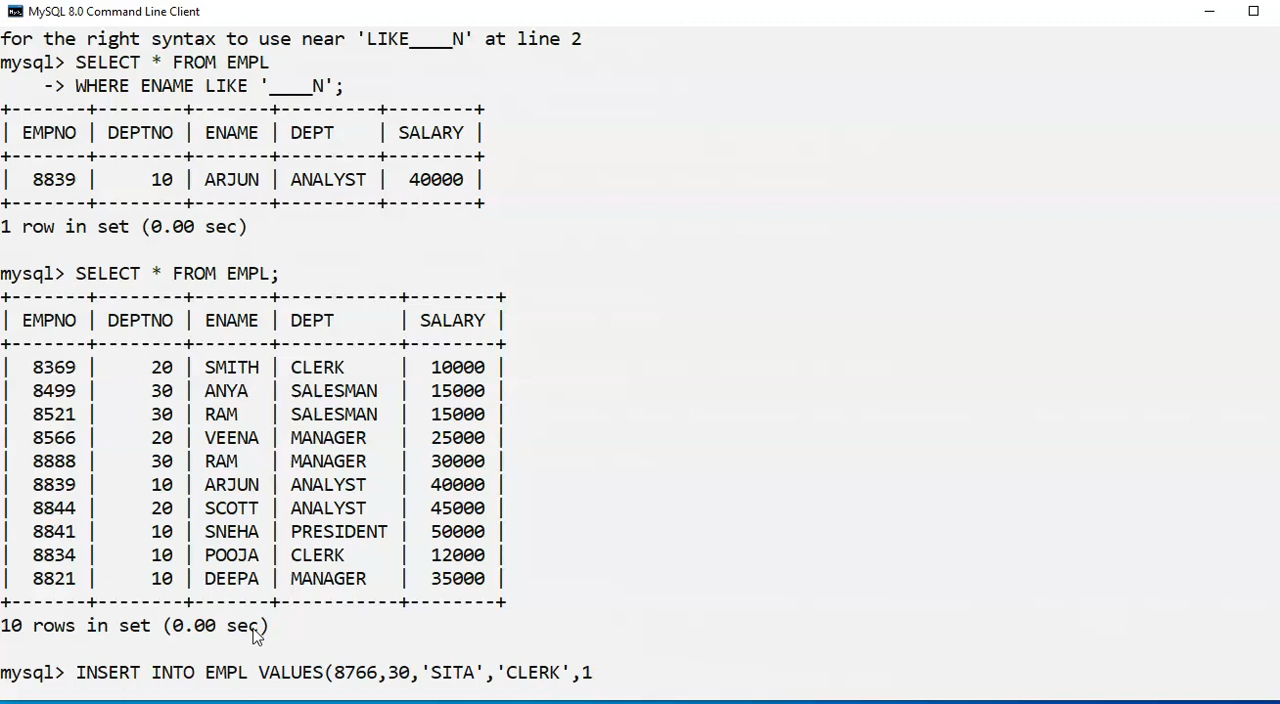 MySQL 8.0 Command Line Client
for the right syntax to use near 'LIKE____N' at line 2
mysql> SELECT * FROM EMPL
    -> WHERE ENAME LIKE '____N';
+-------+--------+-------+---------+--------+
| EMPNO | DEPTNO | ENAME | DEPT    | SALARY |
+-------+--------+-------+---------+--------+
|  8839 |     10 | ARJUN | ANALYST |  40000 |
+-------+--------+-------+---------+--------+
1 row in set (0.00 sec)
mysql> SELECT * FROM EMPL;
+-------+--------+-------+-----------+--------+
| EMPNO | DEPTNO | ENAME | DEPT      | SALARY |
+-------+--------+-------+-----------+--------+
|  8369 |     20 | SMITH | CLERK     |  10000 |
|  8499 |     30 | ANYA  | SALESMAN  |  15000 |
|  8521 |     30 | RAM   | SALESMAN  |  15000 |
|  8566 |     20 | VEENA | MANAGER   |  25000 |
|  8888 |     30 | RAM   | MANAGER   |  30000 |
|  8839 |     10 | ARJUN | ANALYST   |  40000 |
|  8844 |     20 | SCOTT | ANALYST   |  45000 |
|  8841 |     10 | SNEHA | PRESIDENT |  50000 |
|  8834 |     10 | POOJA | CLERK     |  12000 |
|  8821 |     10 | DEEPA | MANAGER   |  35000 |
+-------+--------+-------+-----------+--------+
10 rows in set (0.00 sec)
mysql> INSERT INTO EMPL VALUES(8766,30,'SITA','CLERK',1